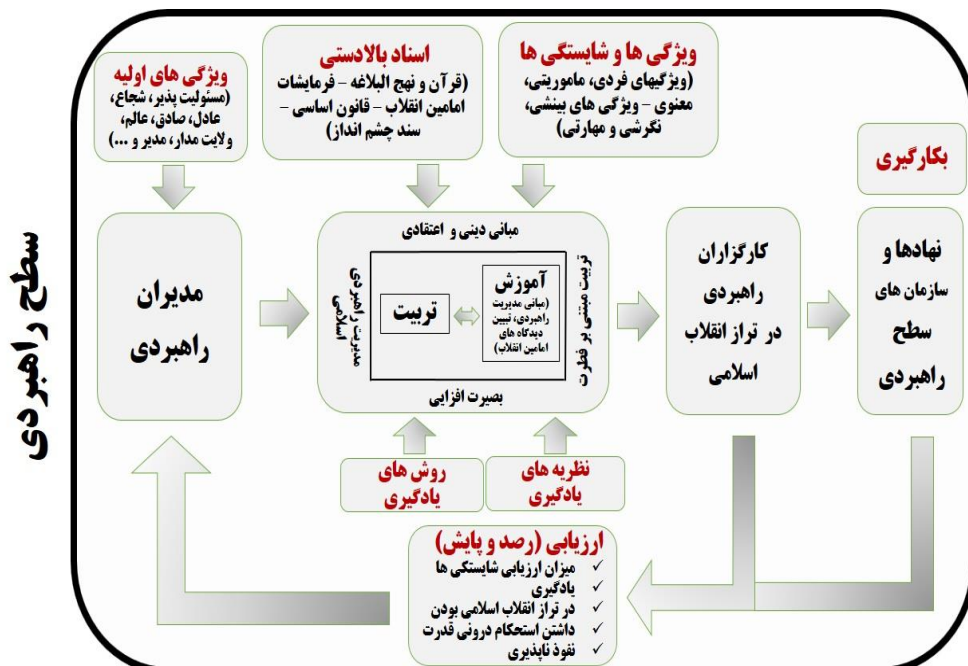 سطح راهبردی
ویژگی های اولیه
(مسئولیت پذیر، شجاع،
عادل، صادق، عالم،
ولایت مدار، مدیر و ...)
اسناد بالادستی
(قرآن و نهج البلاغه – فرمایشات
امامین انقلاب – قانون اساسی –
سند چشم انداز)
ویژگی ها و شایستگی ها
(ویژگیهای فردی، ماموریتی،
معنوی – ویژگی های بینشی،
نگرشی و مهارتی)
بکارگیری
مدیران
راهبردی
مبانی دینی و اعتقادی
تربیت مبتنی بر فطرت
آموزش
(مبانی مدیریت
راهبردی، تبیین
دیدگاه های
امامین انقلاب)
تربیت
مدیریت راهبردی
اسلامی
بصیرت افزایی
کارگزاران
راهبردی
در تراز انقلاب
اسلامی
نهادها و
سازمان های
سطح
راهبردی
روش های
یادگیری
نظریه های
یادگیری
ارزیابی (رصد و پایش)
✓ میزان ارزیابی شایستکی ها
✓ یادگیری
✓ در تراز انقلاب اسلامی بودن
✓ داشتن استحکام درونی قدرت
✓ نفوذ ناپذیری